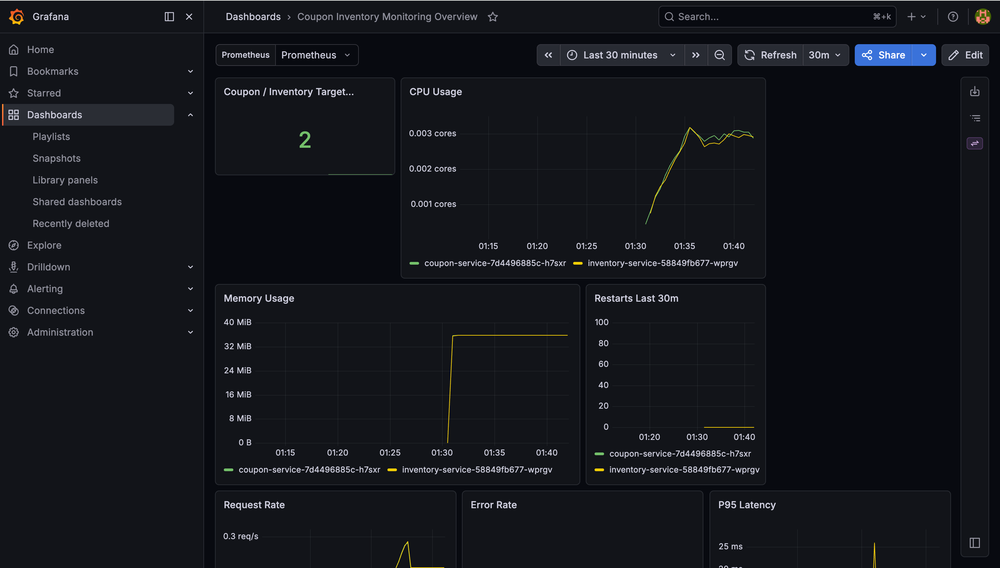 Grafana
Dashboards › Coupon Inventory Monitoring Overview
Search...
⌘+k
Home
Bookmarks
Starred
Dashboards
Playlists
Snapshots
Library panels
Shared dashboards
Recently deleted
Explore
Drilldown
Alerting
Connections
Administration
Prometheus
Prometheus
Last 30 minutes
Refresh
30m
Share
Edit
Coupon / Inventory Target...
2
CPU Usage
0.003 cores
0.002 cores
0.001 cores
01:15 01:20 01:25 01:30 01:35 01:40
coupon-service-7d4496885c-h7sxr inventory-service-58849fb677-wprgv
Memory Usage
40 MiB
32 MiB
24 MiB
16 MiB
8 MiB
0 B
01:15 01:20 01:25 01:30 01:35 01:40
coupon-service-7d4496885c-h7sxr inventory-service-58849fb677-wprgv
Restarts Last 30m
100
80
60
40
20
0
01:20 01:30 01:40
coupon-service-7d4496885c-h7sxr
inventory-service-58849fb677-wprgv
Request Rate
0.3 req/s
Error Rate
P95 Latency
25 ms